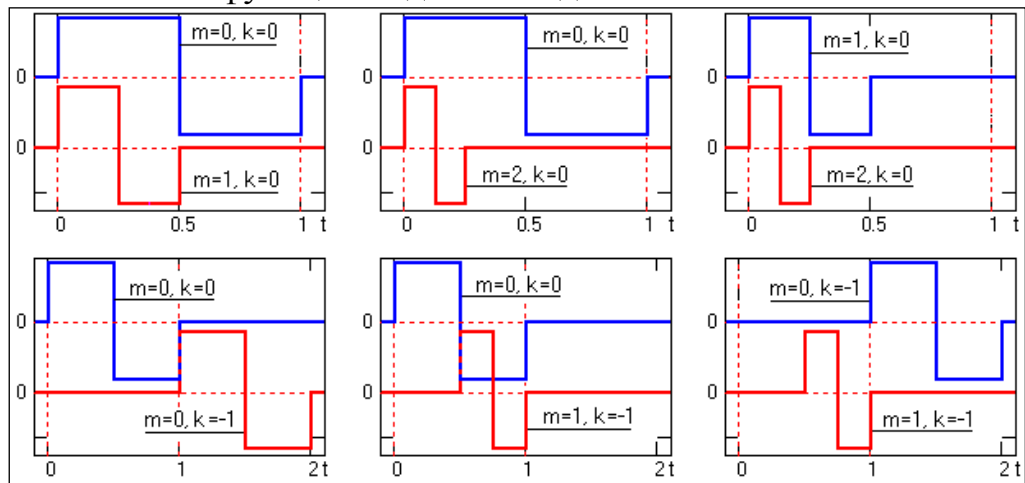 m=0, k=0
0
0
m=1, k=0
0 0.5 1 t
m=0, k=0
0
0
m=2, k=0
0 0.5 1 t
m=1, k=0
0
0
m=2, k=0
0 0.5 1 t
m=0, k=0
0
0
m=0, k=-1
0 1 2 t
m=0, k=0
0
0
m=1, k=-1
0 1 2 t
m=0, k=-1
0
0
m=1, k=-1
0 1 2 t